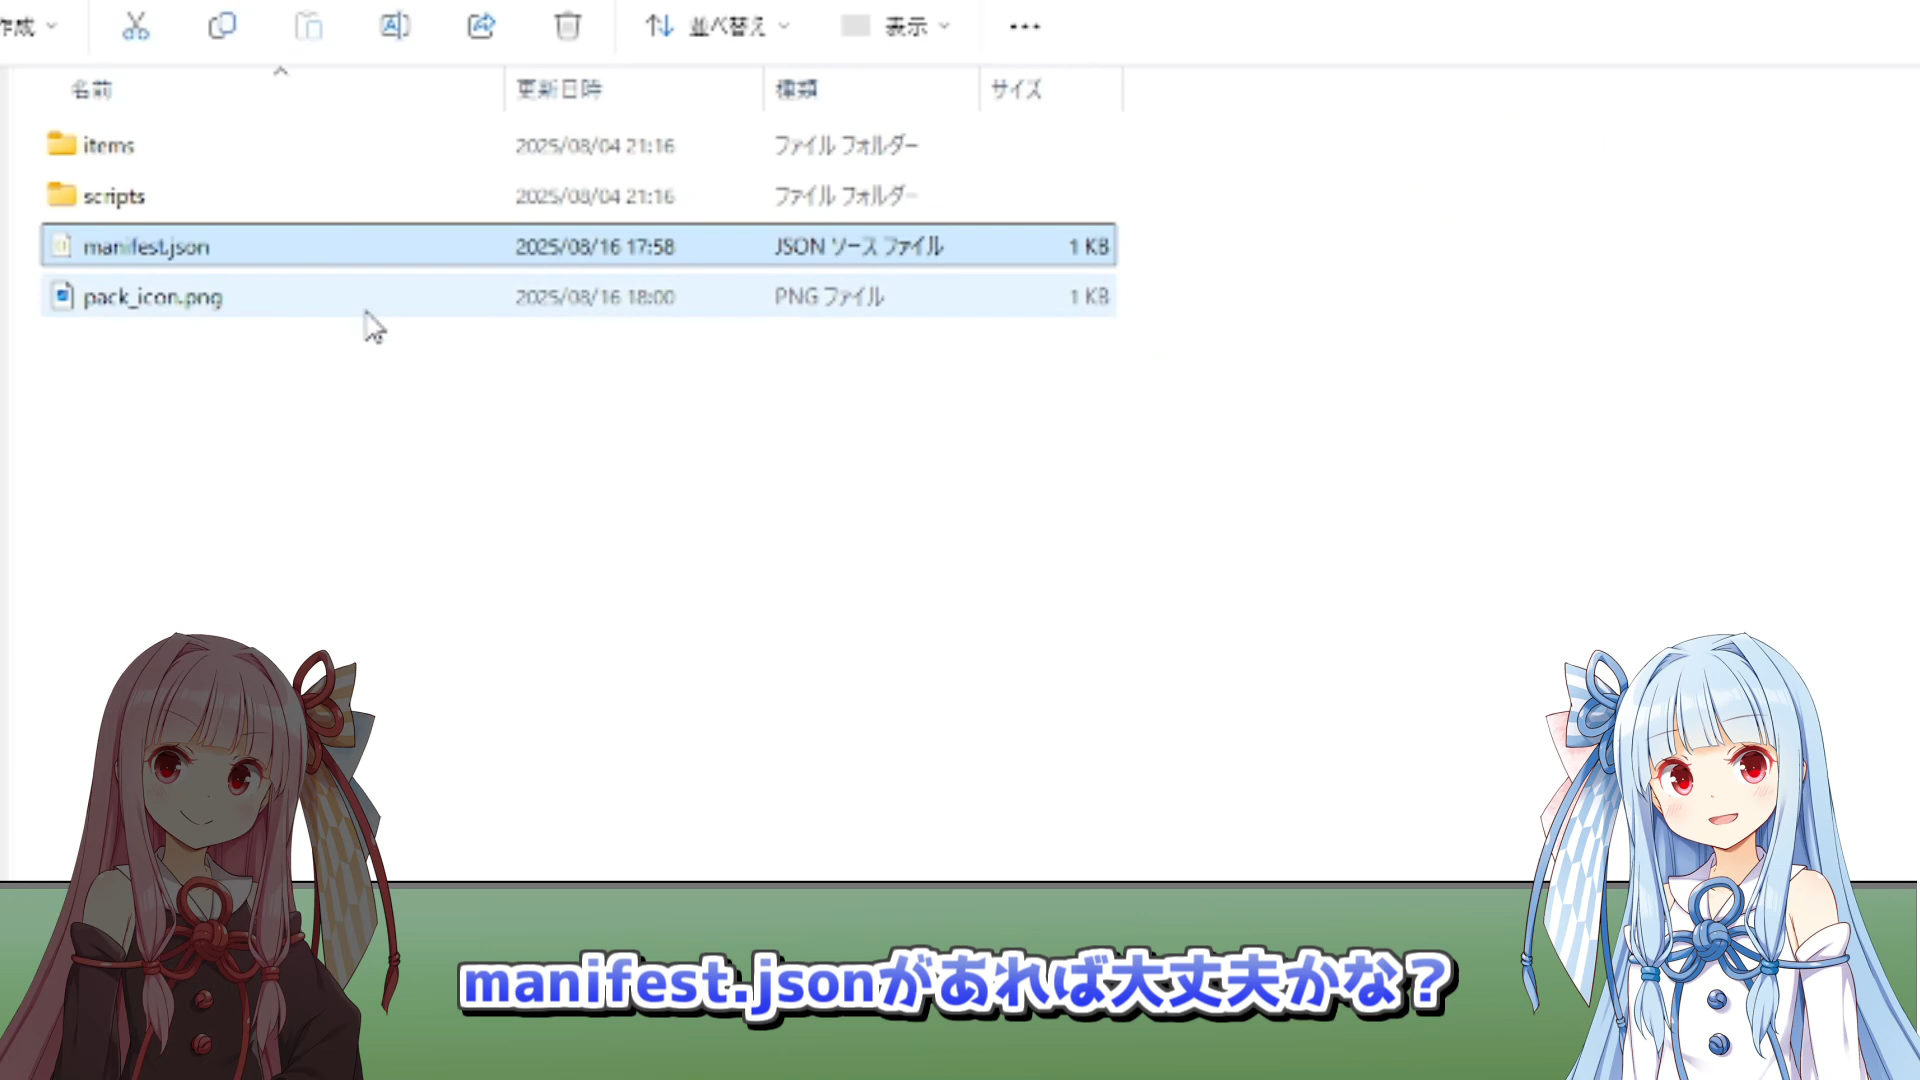 作成 並べ替え 表示
名前 更新日時 種類 サイズ
items 2025/08/04 21:16 ファイル フォルダー
scripts 2025/08/04 21:16 ファイル フォルダー
manifest.json 2025/08/16 17:58 JSON ソース ファイル 1 KB
pack_icon.png 2025/08/16 18:00 PNG ファイル 1 KB
manifest.jsonがあれば大丈夫かな？